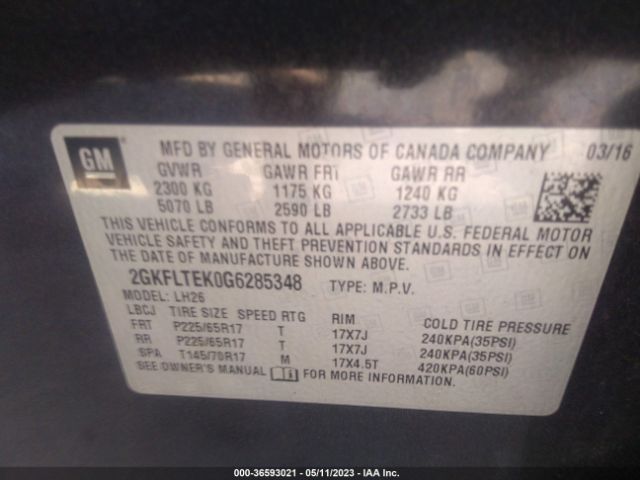 GM
MFD BY GENERAL MOTORS OF CANADA COMPANY 03/16
GVWR GAWR FRT GAWR RR
2300 KG 1175 KG 1240 KG
5070 LB 2590 LB 2733 LB
THIS VEHICLE CONFORMS TO ALL APPLICABLE U.S. FEDERAL MOTOR
VEHICLE SAFETY AND THEFT PREVENTION STANDARDS IN EFFECT ON
THE DATE OF MANUFACTURE SHOWN ABOVE.
2GKFLTEK0G6285348 TYPE: M.P.V.
MODEL: LH26
LBCJ TIRE SIZE SPEED RTG RIM COLD TIRE PRESSURE
FRT P225/65R17 T 17X7J 240KPA(35PSI)
RR P225/65R17 T 17X7J 240KPA(35PSI)
SPA T145/70R17 M 17X4.5T 420KPA(60PSI)
SEE OWNER'S MANUAL FOR MORE INFORMATION.
000-36593021 - 05/11/2023 - IAA Inc.